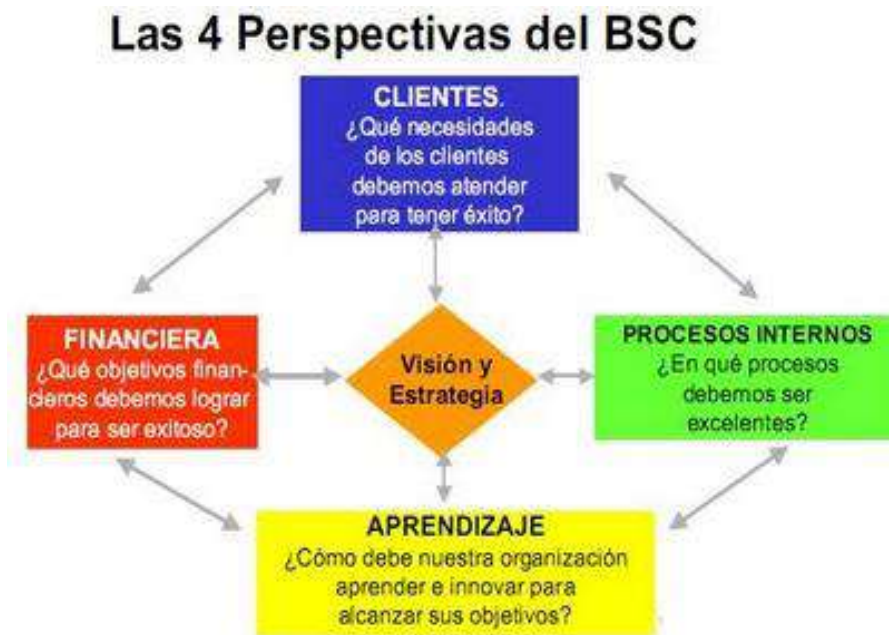 Las 4 Perspectivas del BSC
CLIENTES.
¿Qué necesidades
de los clientes
debemos atender
para tener éxito?
FINANCIERA
¿Qué objetivos finan-
cieros debemos lograr
para ser exitoso?
Visión y
Estrategia
PROCESOS INTERNOS
¿En qué procesos
debemos ser
excelentes?
APRENDIZAJE
¿Cómo debe nuestra organización
aprender e innovar para
alcanzar sus objetivos?